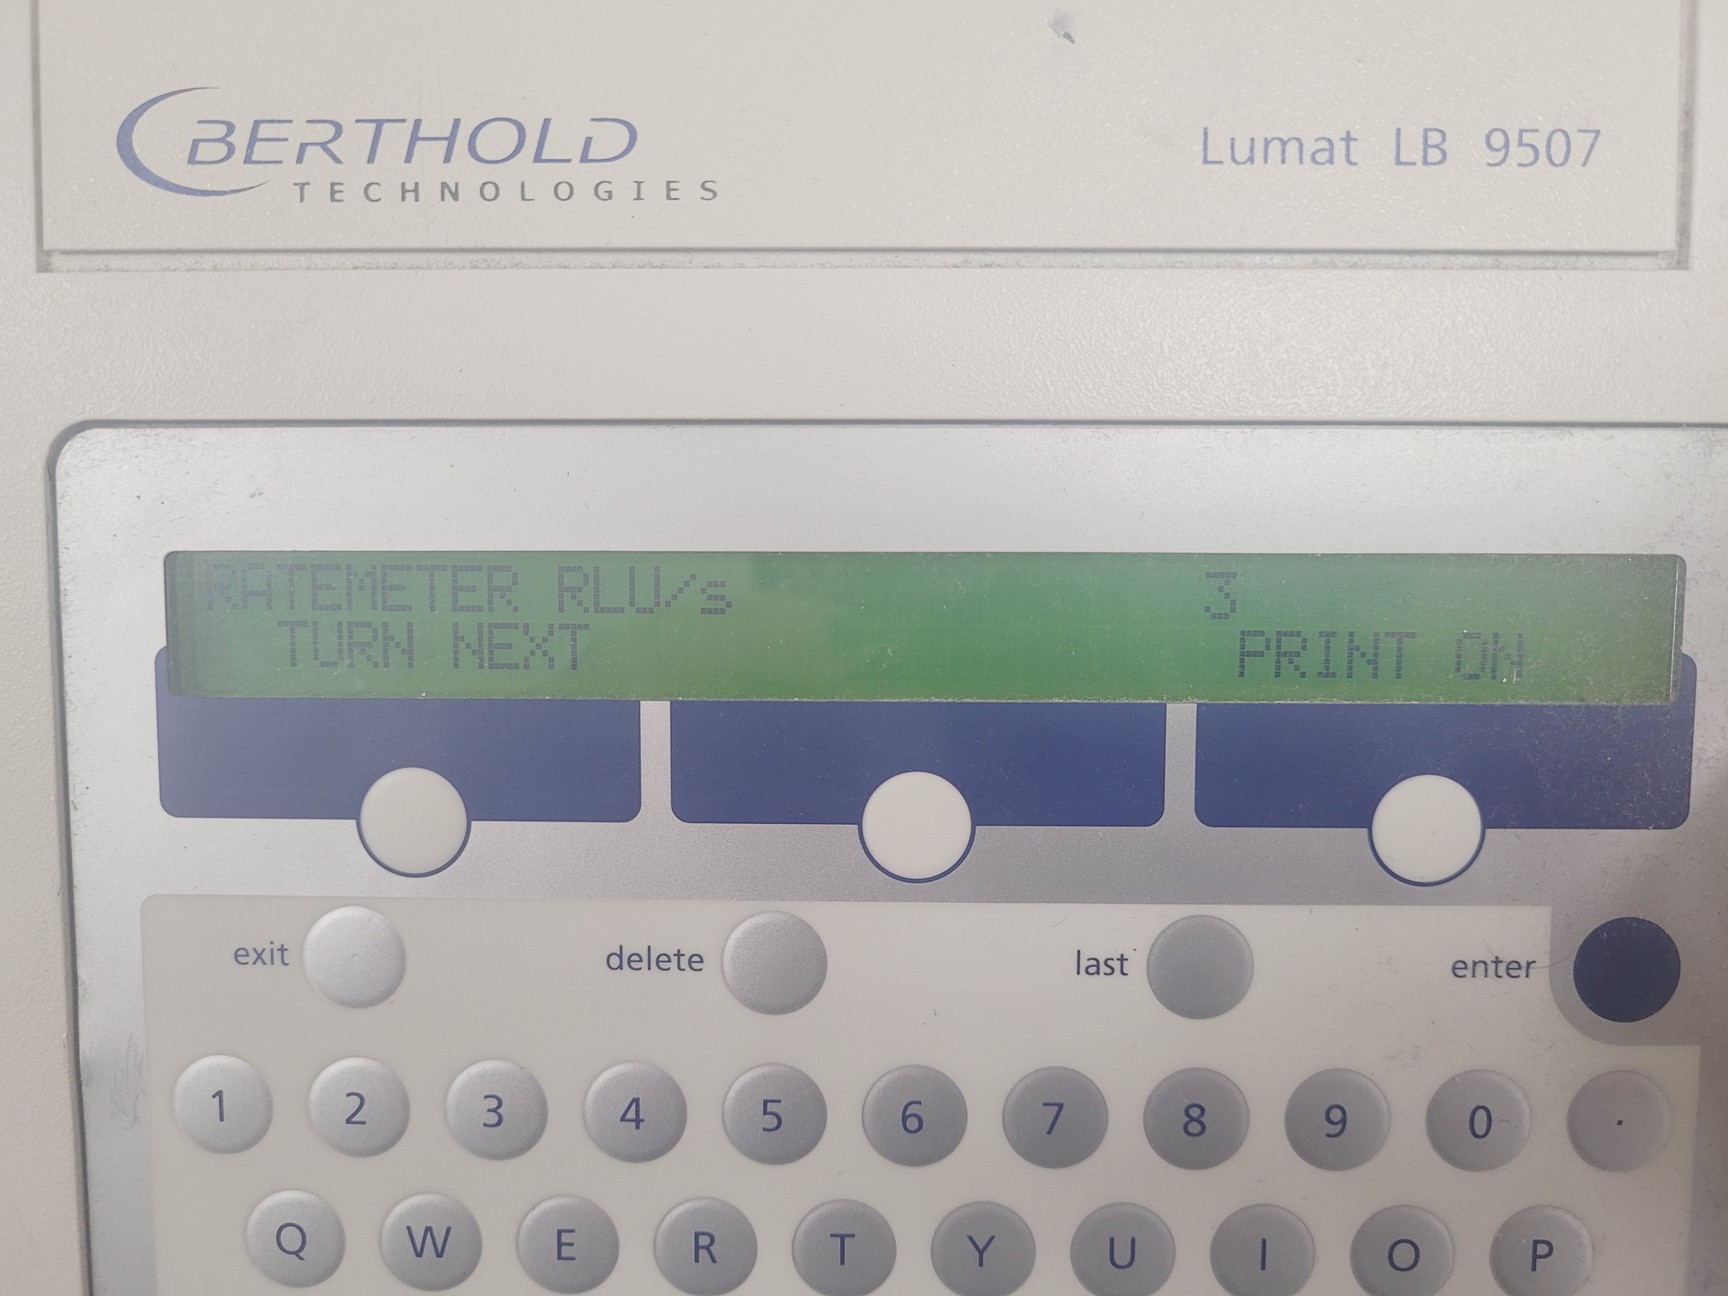 BERTHOLD
TECHNOLOGIES
Lumat LB 9507
RATEMETER RLU/s 3
TURN NEXT PRINT ON
exit delete last enter
1 2 3 4 5 6 7 8 9 0 .
Q W E R T Y U I O P